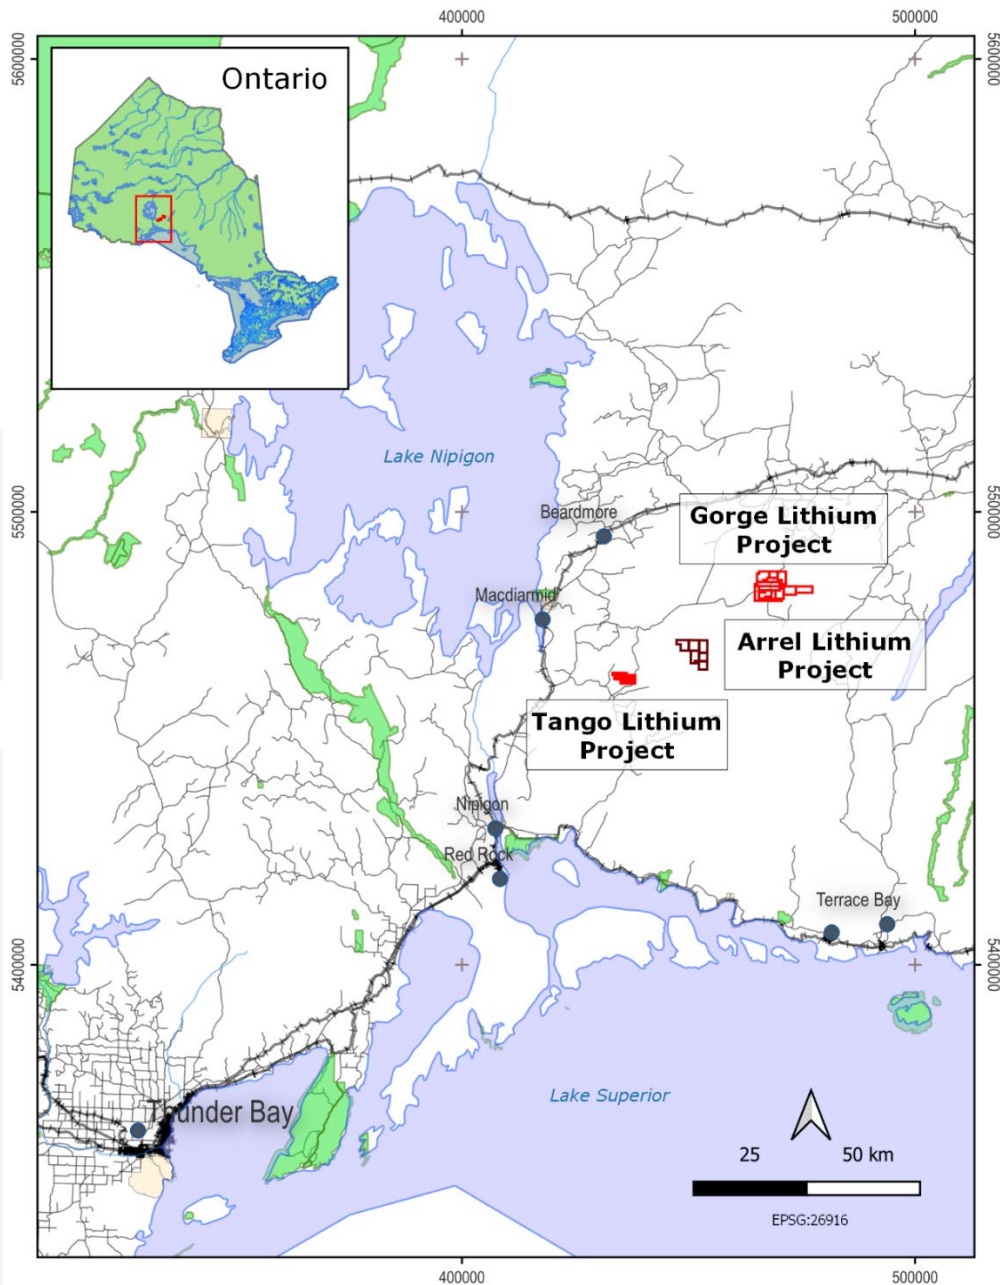 400000
500000
5600000
5600000
Ontario
Lake Nipigon
Beardmore
5500000
5500000
Gorge Lithium
Project
Macdiarmid
Arrel Lithium
Project
Tango Lithium
Project
Nipigon
Red Rock
Terrace Bay
5400000
5400000
Lake Superior
Thunder Bay
25
50 km
EPSG:26916
400000
500000